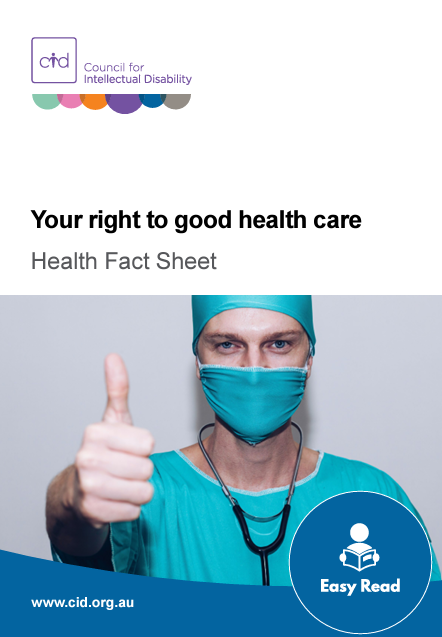 cid
Council for
Intellectual Disability
Your right to good health care
Health Fact Sheet
Easy Read
www.cid.org.au